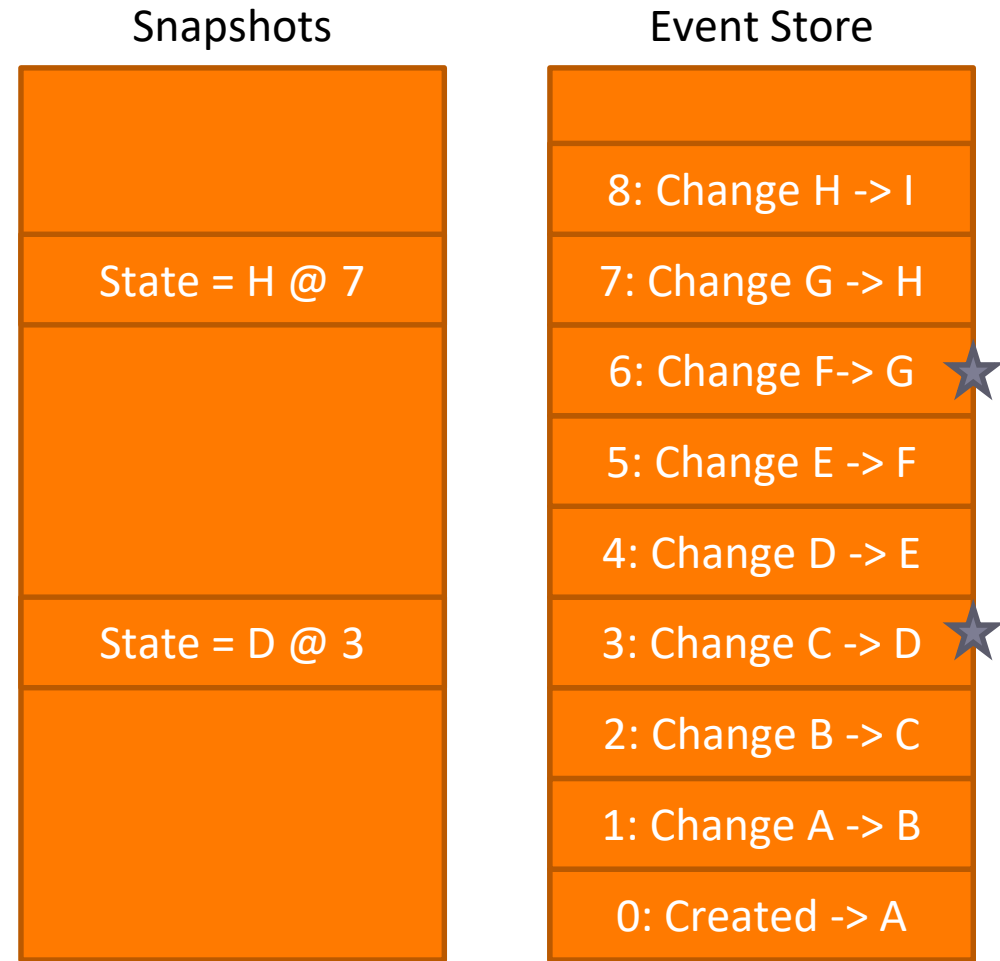 Snapshots
State = H @ 7
State = D @ 3
Event Store
8: Change H -> I
7: Change G -> H
6: Change F-> G
5: Change E -> F
4: Change D -> E
3: Change C -> D
2: Change B -> C
1: Change A -> B
0: Created -> A